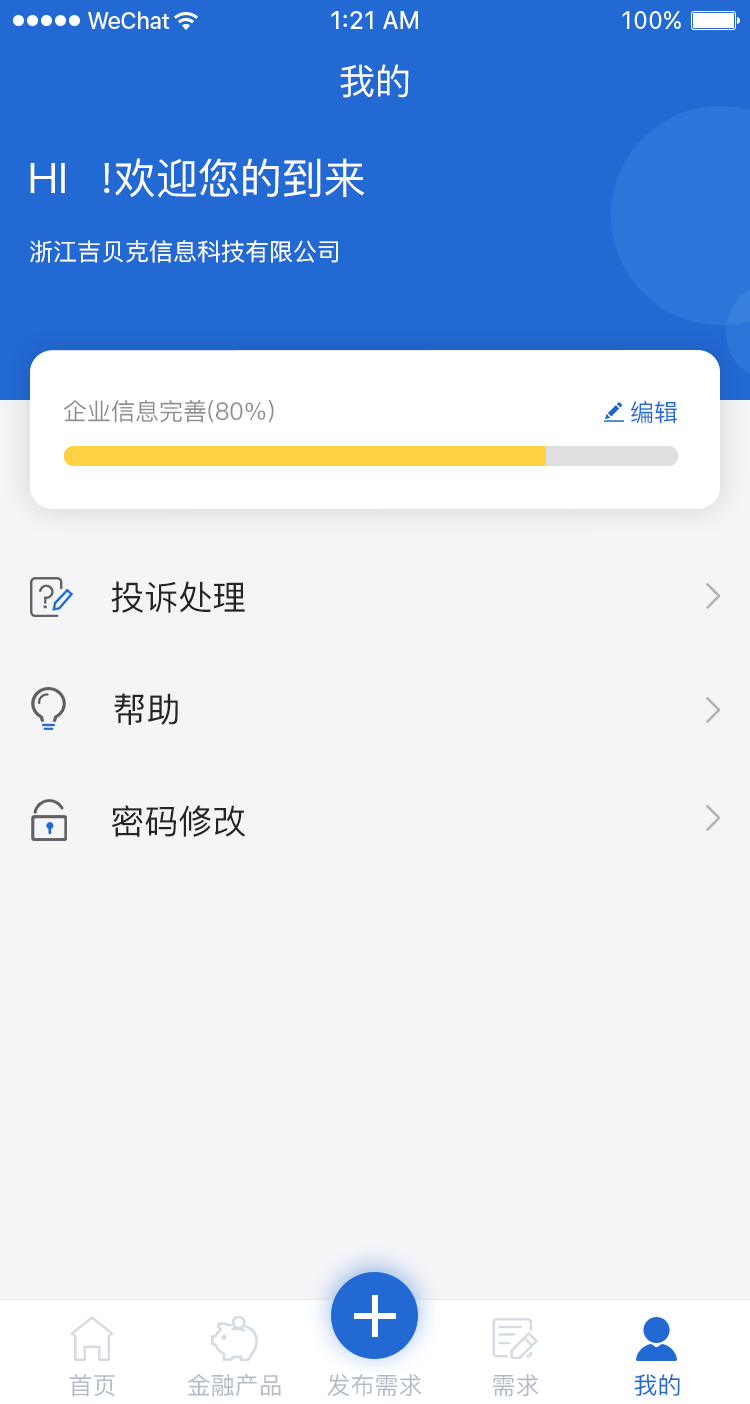 WeChat 1:21 AM 100%
我的
HI !欢迎您的到来
浙江吉贝克信息科技有限公司
企业信息完善(80%) 编辑
投诉处理
帮助
密码修改
首页 金融产品 发布需求 需求 我的